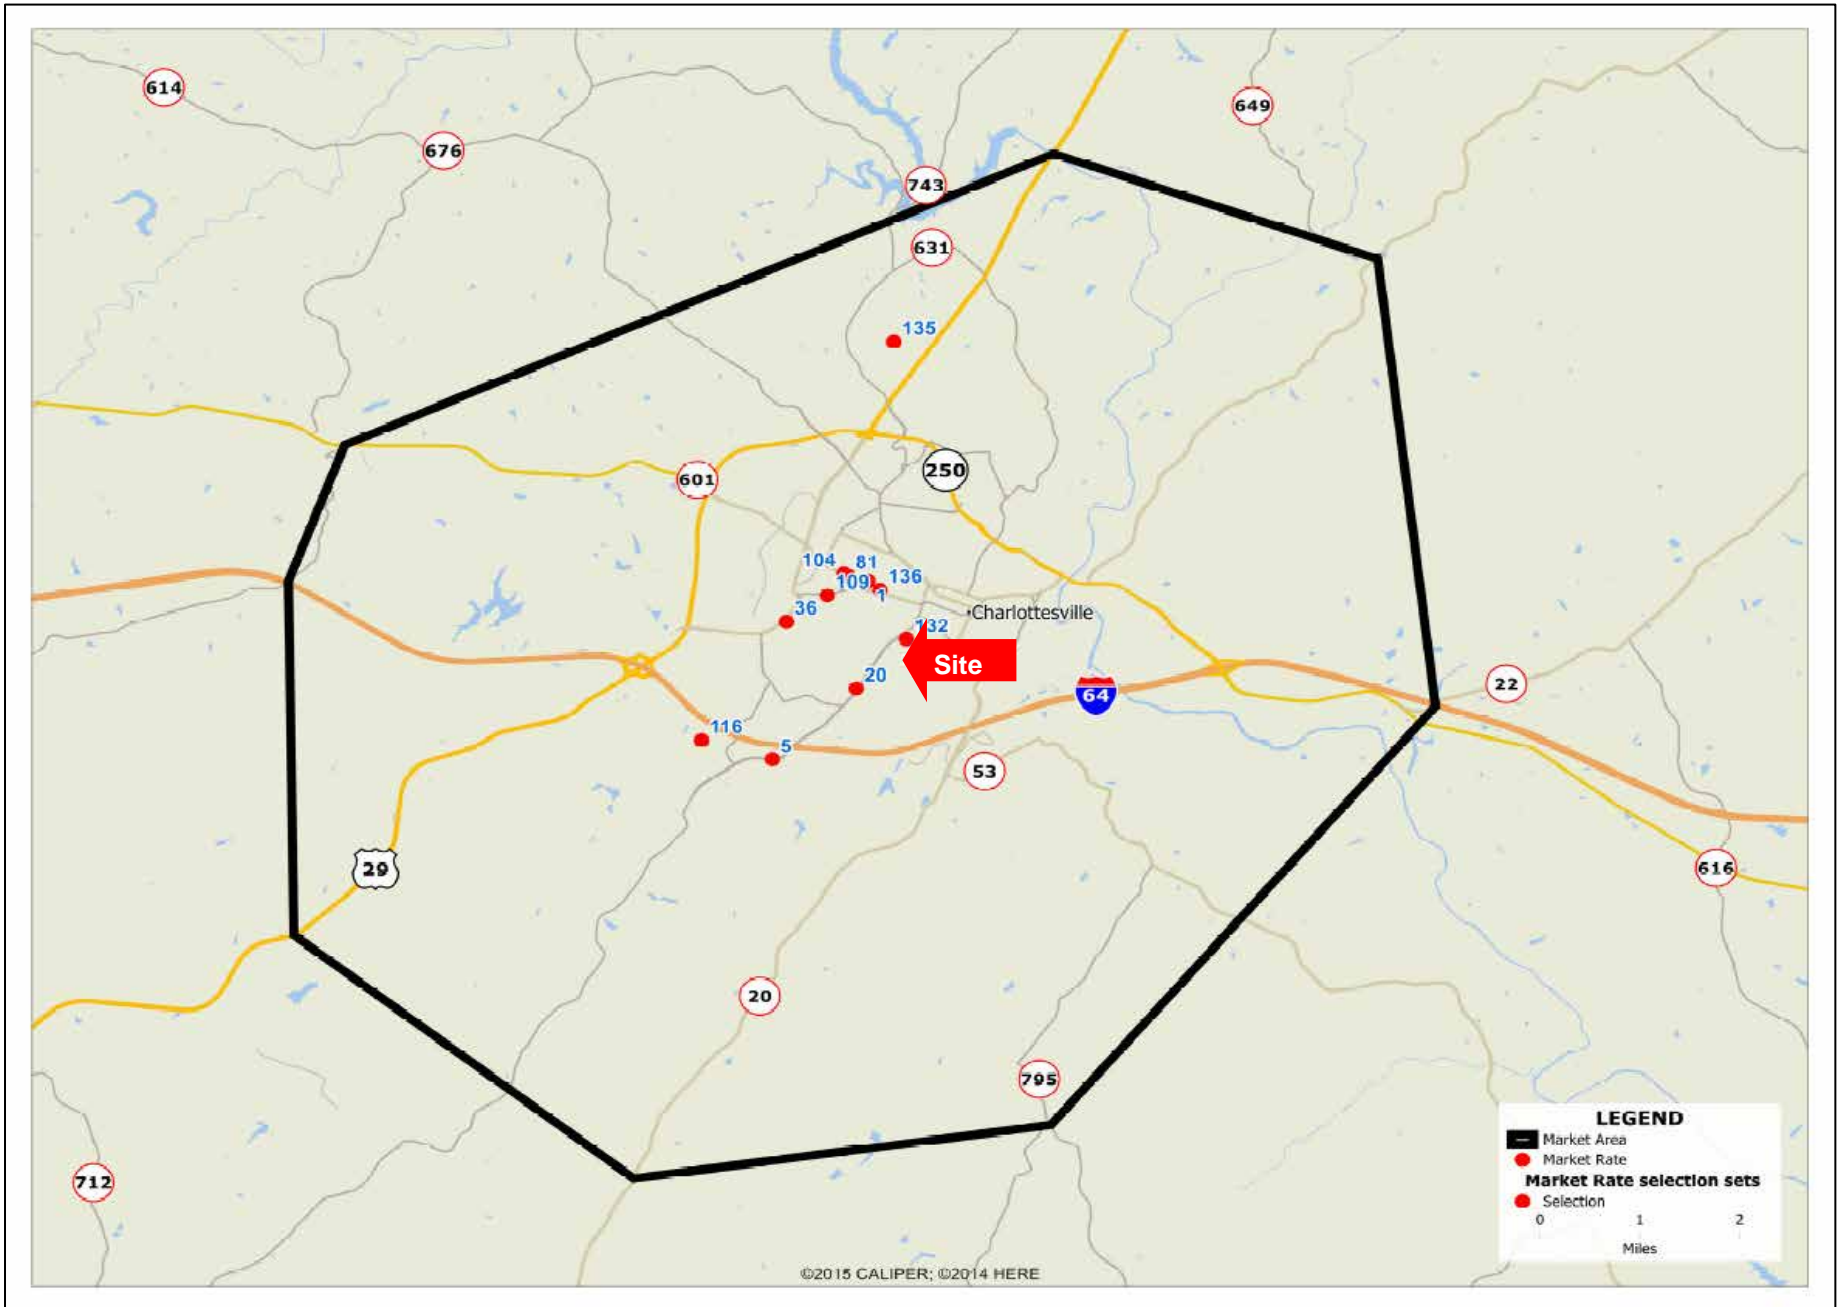 614
649
676
743
631
135
250
601
104
81
109
136
1
36
Charlottesville
132
Site
20
64
22
116
5
53
29
616
20
795
712
LEGEND
Market Area
Market Rate
Market Rate selection sets
Selection
0 1 2
Miles
©2015 CALIPER; ©2014 HERE